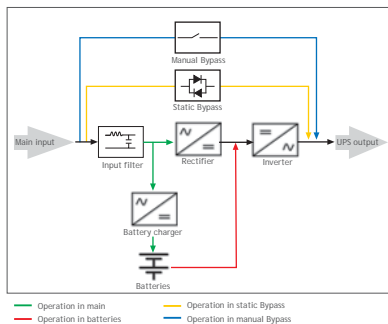 Manual Bypass
Static Bypass
Main input
UPS output
Input filter
Rectifier
Inverter
Battery charger
Batteries
Operation in main
Operation in static Bypass
Operation in batteries
Operation in manual Bypass